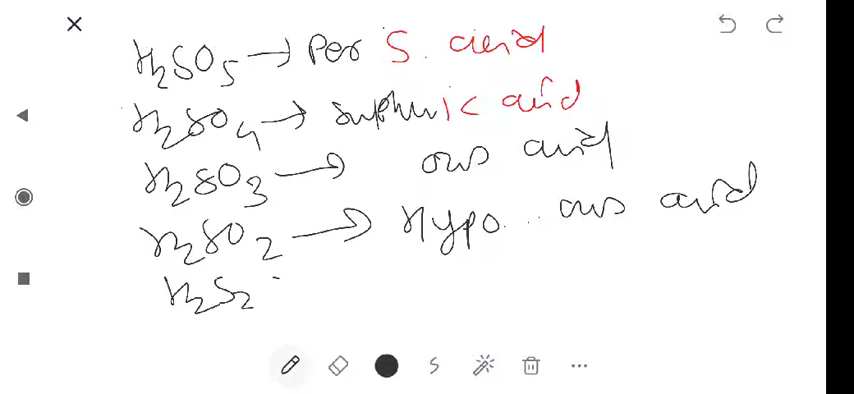 H₂SO₅ → Per S. acid
H₂SO₄ → Sulphuric acid
H₂SO₃ → ous acid
H₂SO₂ → Hypo... ous acid
H₂S₂